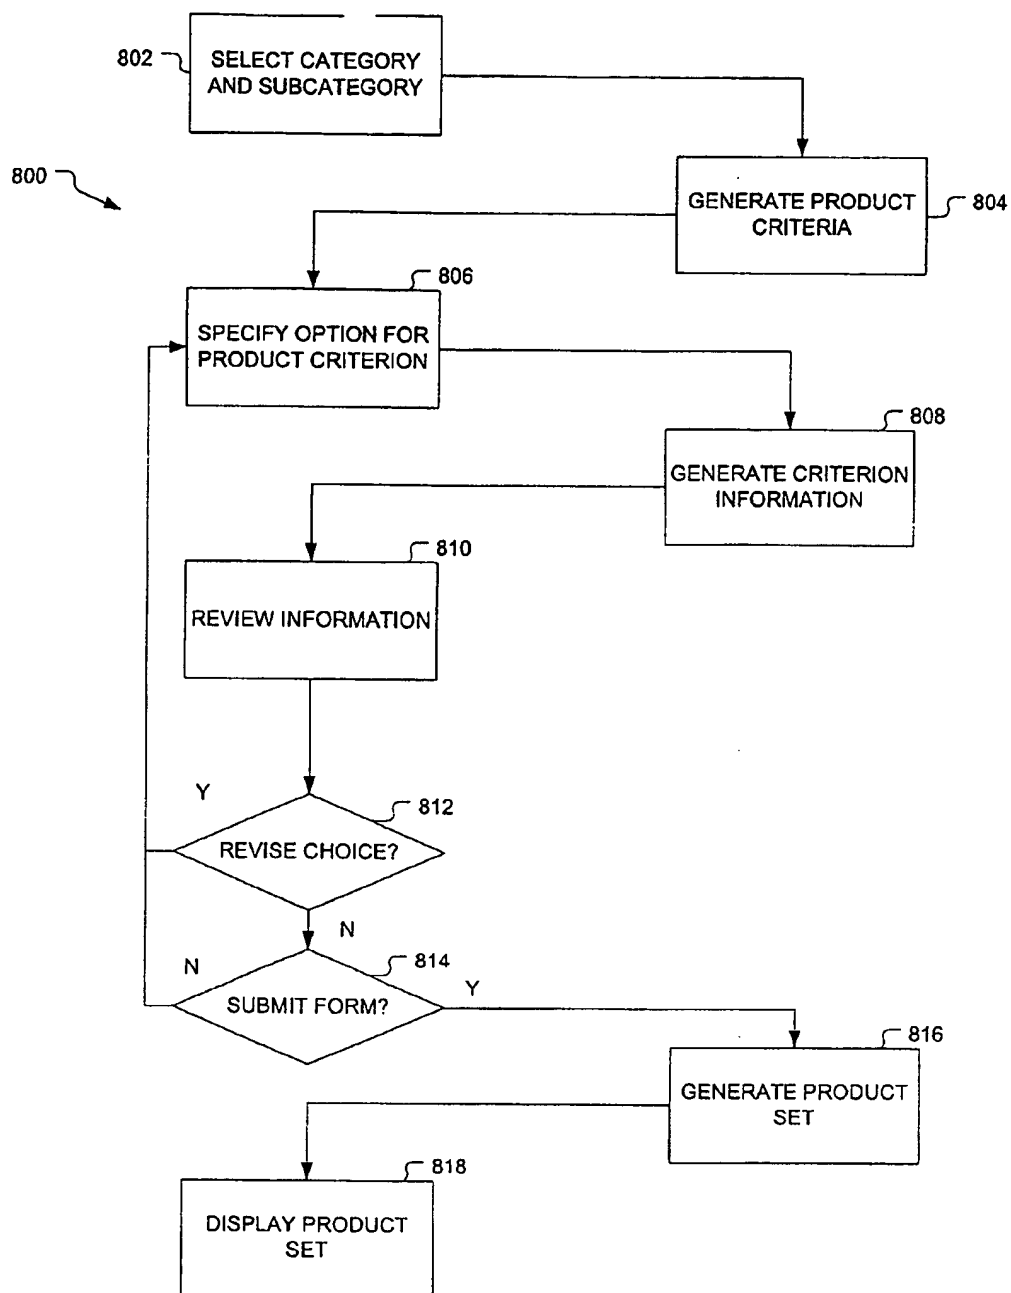 802
SELECT CATEGORY
AND SUBCATEGORY
800
GENERATE PRODUCT
CRITERIA
804
806
SPECIFY OPTION FOR
PRODUCT CRITERION
808
GENERATE CRITERION
INFORMATION
810
REVIEW INFORMATION
Y
812
REVISE CHOICE?
N
N
814
SUBMIT FORM?
Y
816
GENERATE PRODUCT
SET
818
DISPLAY PRODUCT
SET